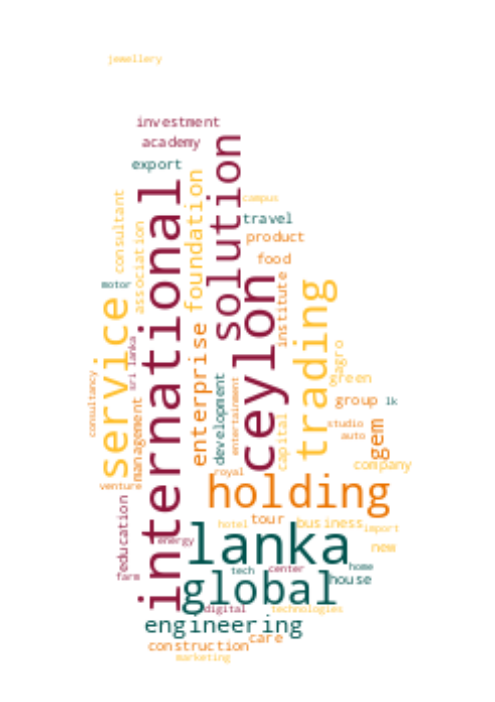 jewellery
investment
academy
solution
export
foundation
international
consultant
campus
travel
association
product
food
ceylon
institute
trading
motor
service
enterprise
sri lanka
agro
consultancy
development
green
entertainment
management
group
lk
capital
gem
studio
auto
company
royal
holding
venture
education
tour
hotel
business
lanka
import
energy
new
farm
tech
center
home
global
house
digital
technologies
engineering
care
construction
marketing